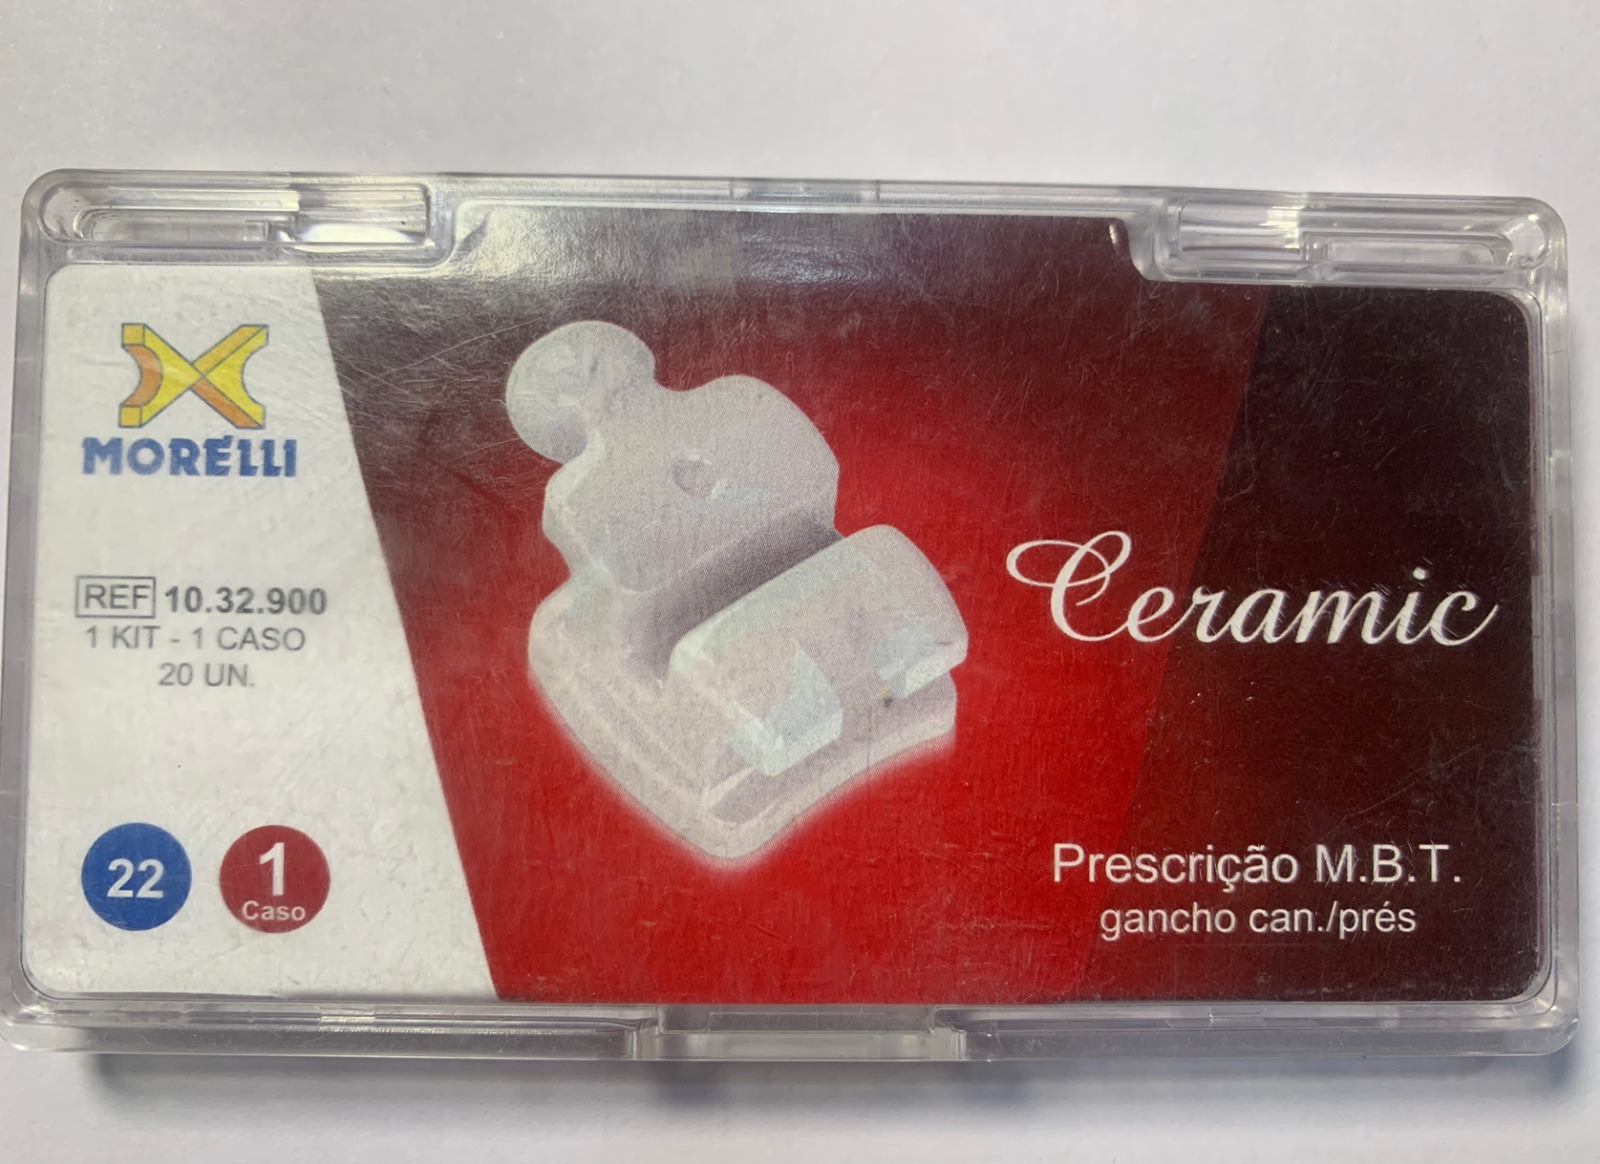 MORELLI
REF 10.32.900
1 KIT - 1 CASO
20 UN.
22
1
Caso
Ceramic
Prescrição M.B.T.
gancho can./prés